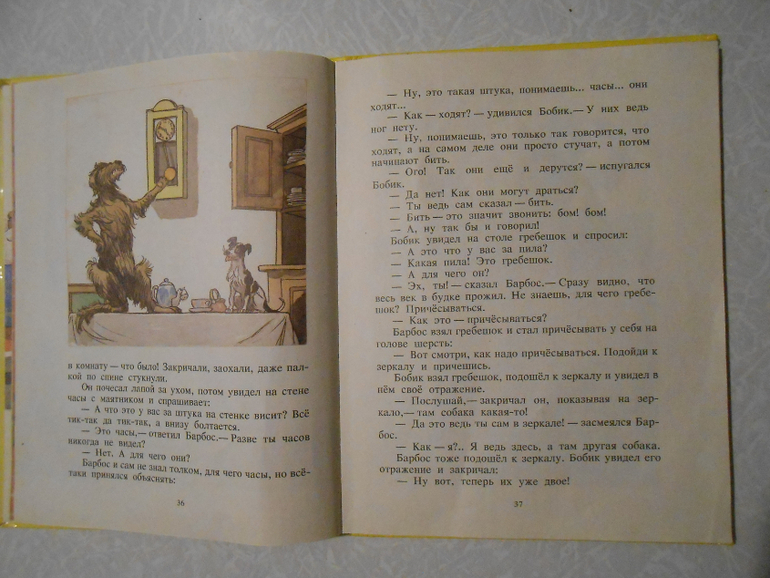 в комнату — что было! Закричали, заохали, даже пал-
кой по спине стукнули.
Он почесал лапой за ухом, потом увидел на стене
часы с маятником и спрашивает:
— А что это у вас за штука на стенке висит? Всё
тик-так да тик-так, а внизу болтается.
— Это часы,— ответил Барбос.— Разве ты часов
никогда не видел?
— Нет. А для чего они?
Барбос и сам не знал толком, для чего часы, но всё-
таки принялся объяснять:
36
— Ну, это такая штука, понимаешь... часы... они
ходят...
— Как — ходят? — удивился Бобик.— У них ведь
ног нету.
— Ну, понимаешь, это только так говорится, что
ходят, а на самом деле они просто стучат, а потом
начинают бить.
— Ого! Так они ещё и дерутся? — испугался
Бобик.
— Да нет! Как они могут драться?
— Ты ведь сам сказал — бить.
— Бить — это значит звонить: бом! бом!
— А, ну так бы и говорил!
Бобик увидел на столе гребешок и спросил:
— А это что у вас за пила?
— Какая пила! Это гребешок.
— А для чего он?
— Эх, ты! — сказал Барбос.— Сразу видно, что
весь век в будке прожил. Не знаешь, для чего гребе-
шок? Причёсываться.
— Как это — причёсываться?
Барбос взял гребешок и стал причёсывать у себя на
голове шерсть:
— Вот смотри, как надо причёсываться. Подойди к
зеркалу и причешись.
Бобик взял гребешок, подошёл к зеркалу и увидел в
нём своё отражение.
— Послушай,— закричал он, показывая на зер-
кало,— там собака какая-то!
— Да это ведь ты сам в зеркале! — засмеялся Бар-
бос.
— Как — я?.. Я ведь здесь, а там другая собака.
Барбос тоже подошёл к зеркалу. Бобик увидел его
отражение и закричал:
— Ну вот, теперь их уже двое!
37